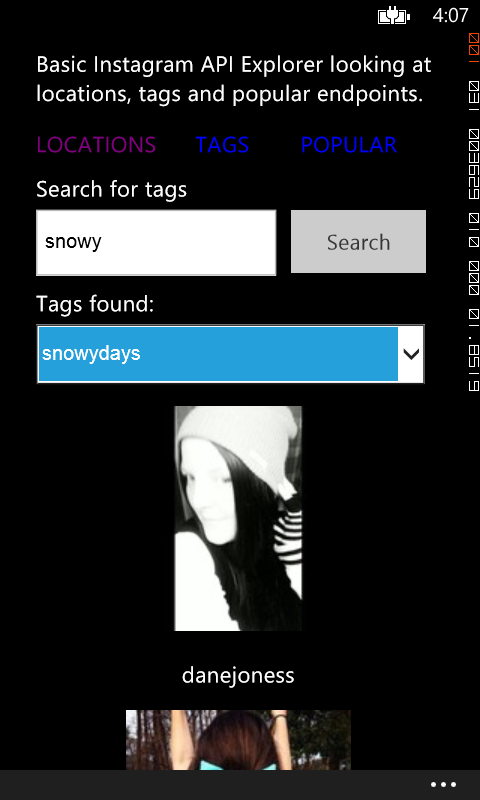 4:07
Basic Instagram API Explorer looking at
locations, tags and popular endpoints.
LOCATIONS TAGS POPULAR
Search for tags
snowy Search
Tags found:
snowydays
danejoness